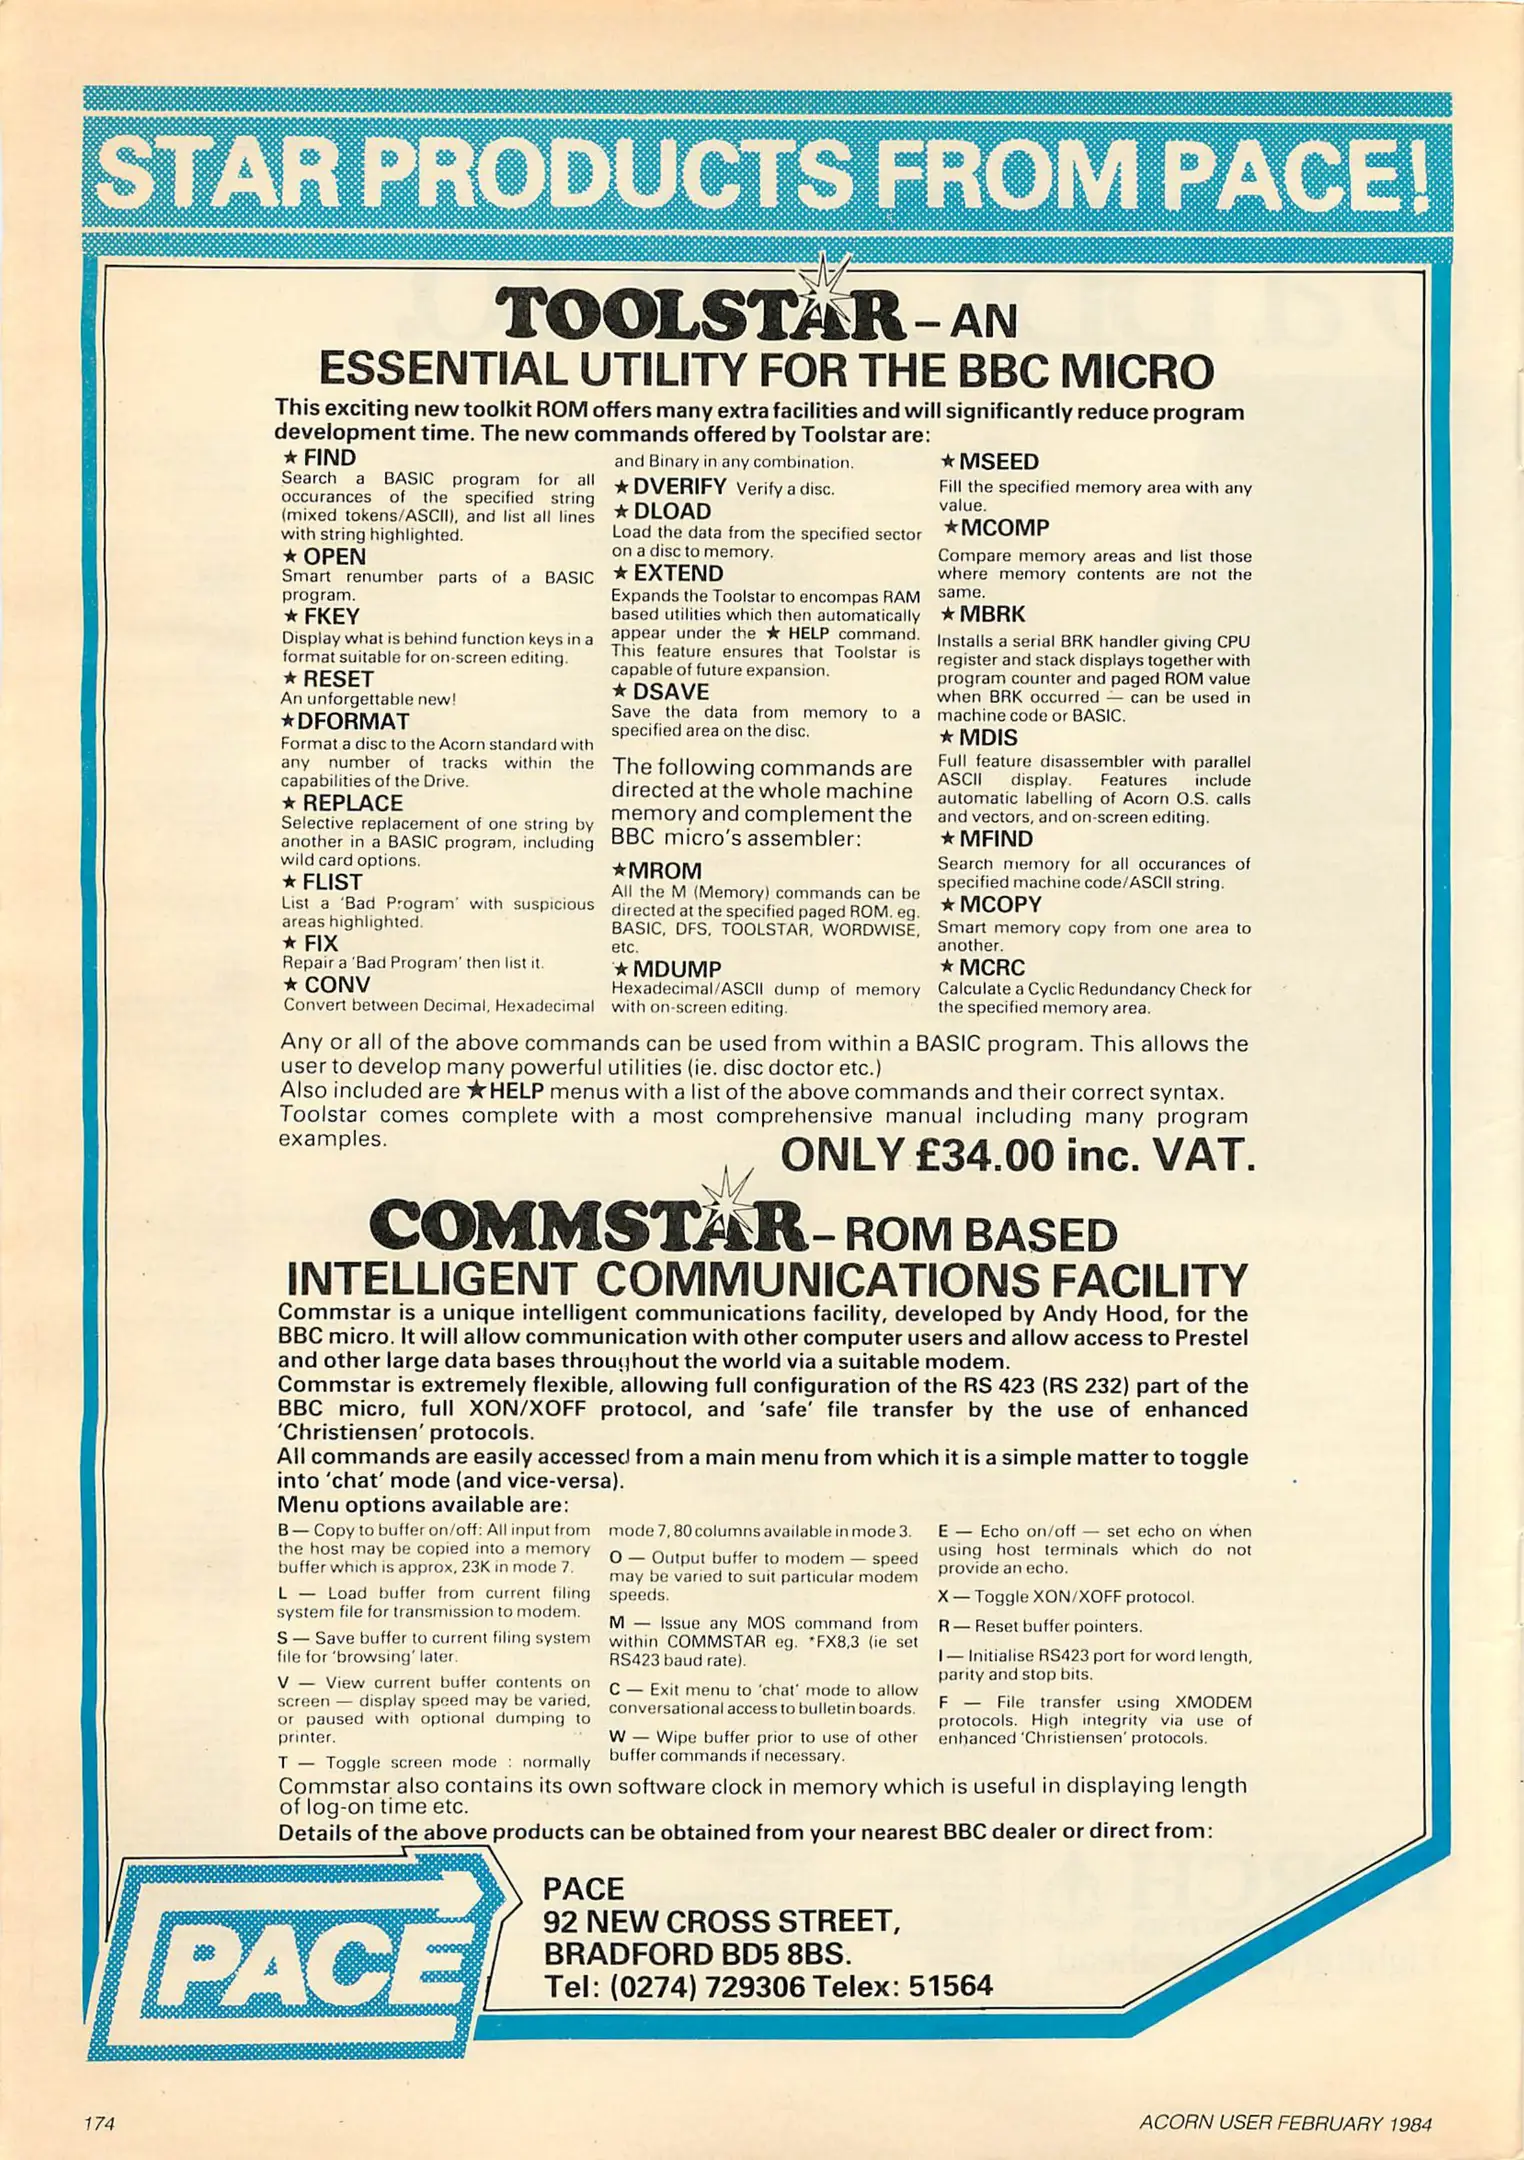 STAR PRODUCTS FROM PACE!
TOOLSTAR – AN
ESSENTIAL UTILITY FOR THE BBC MICRO
This exciting new toolkit ROM offers many extra facilities and will significantly reduce program
development time. The new commands offered by Toolstar are:
★ FIND
Search a BASIC program for all
occurances of the specified string
(mixed tokens/ASCII), and list all lines
with string highlighted.
★ OPEN
Smart renumber parts of a BASIC
program.
★ FKEY
Display what is behind function keys in a
format suitable for on-screen editing.
★ RESET
An unforgettable new!
★DFORMAT
Format a disc to the Acorn standard with
any number of tracks within the
capabilities of the Drive.
★ REPLACE
Selective replacement of one string by
another in a BASIC program, including
wild card options.
★ FLIST
List a 'Bad Program' with suspicious
areas highlighted.
★ FIX
Repair a 'Bad Program' then list it.
★ CONV
Convert between Decimal, Hexadecimal
and Binary in any combination.
★ DVERIFY Verify a disc.
★ DLOAD
Load the data from the specified sector
on a disc to memory.
★ EXTEND
Expands the Toolstar to encompas RAM
based utilities which then automatically
appear under the ★ HELP command.
This feature ensures that Toolstar is
capable of future expansion.
★ DSAVE
Save the data from memory to a
specified area on the disc.
The following commands are
directed at the whole machine
memory and complement the
BBC micro's assembler:
★MROM
All the M (Memory) commands can be
directed at the specified paged ROM. eg.
BASIC, DFS, TOOLSTAR, WORDWISE,
etc.
★ MDUMP
Hexadecimal/ASCII dump of memory
with on-screen editing.
★ MSEED
Fill the specified memory area with any
value.
★MCOMP
Compare memory areas and list those
where memory contents are not the
same.
★ MBRK
Installs a serial BRK handler giving CPU
register and stack displays together with
program counter and paged ROM value
when BRK occurred — can be used in
machine code or BASIC.
★ MDIS
Full feature disassembler with parallel
ASCII display. Features include
automatic labelling of Acorn O.S. calls
and vectors, and on-screen editing.
★ MFIND
Search memory for all occurances of
specified machine code/ASCII string.
★ MCOPY
Smart memory copy from one area to
another.
★ MCRC
Calculate a Cyclic Redundancy Check for
the specified memory area.
Any or all of the above commands can be used from within a BASIC program. This allows the
user to develop many powerful utilities (ie. disc doctor etc.)
Also included are ★HELP menus with a list of the above commands and their correct syntax.
Toolstar comes complete with a most comprehensive manual including many program
examples.
ONLY £34.00 inc. VAT.
COMMSTAR – ROM BASED
INTELLIGENT COMMUNICATIONS FACILITY
Commstar is a unique intelligent communications facility, developed by Andy Hood, for the
BBC micro. It will allow communication with other computer users and allow access to Prestel
and other large data bases throughout the world via a suitable modem.
Commstar is extremely flexible, allowing full configuration of the RS 423 (RS 232) part of the
BBC micro, full XON/XOFF protocol, and 'safe' file transfer by the use of enhanced
'Christiensen' protocols.
All commands are easily accessed from a main menu from which it is a simple matter to toggle
into 'chat' mode (and vice-versa).
Menu options available are:
B — Copy to buffer on/off: All input from
the host may be copied into a memory
buffer which is approx, 23K in mode 7.
L — Load buffer from current filing
system file for transmission to modem.
S — Save buffer to current filing system
file for 'browsing' later.
V — View current buffer contents on
screen — display speed may be varied,
or paused with optional dumping to
printer.
T — Toggle screen mode : normally
mode 7, 80 columns available in mode 3.
O — Output buffer to modem — speed
may be varied to suit particular modem
speeds.
M — Issue any MOS command from
within COMMSTAR eg. *FX8,3 (ie set
RS423 baud rate).
C — Exit menu to 'chat' mode to allow
conversational access to bulletin boards.
W — Wipe buffer prior to use of other
buffer commands if necessary.
E — Echo on/off — set echo on when
using host terminals which do not
provide an echo.
X — Toggle XON/XOFF protocol.
R — Reset buffer pointers.
I — Initialise RS423 port for word length,
parity and stop bits.
F — File transfer using XMODEM
protocols. High integrity via use of
enhanced 'Christiensen' protocols.
Commstar also contains its own software clock in memory which is useful in displaying length
of log-on time etc.
Details of the above products can be obtained from your nearest BBC dealer or direct from:
PACE
PACE
92 NEW CROSS STREET,
BRADFORD BD5 8BS.
Tel: (0274) 729306 Telex: 51564
174
ACORN USER FEBRUARY 1984